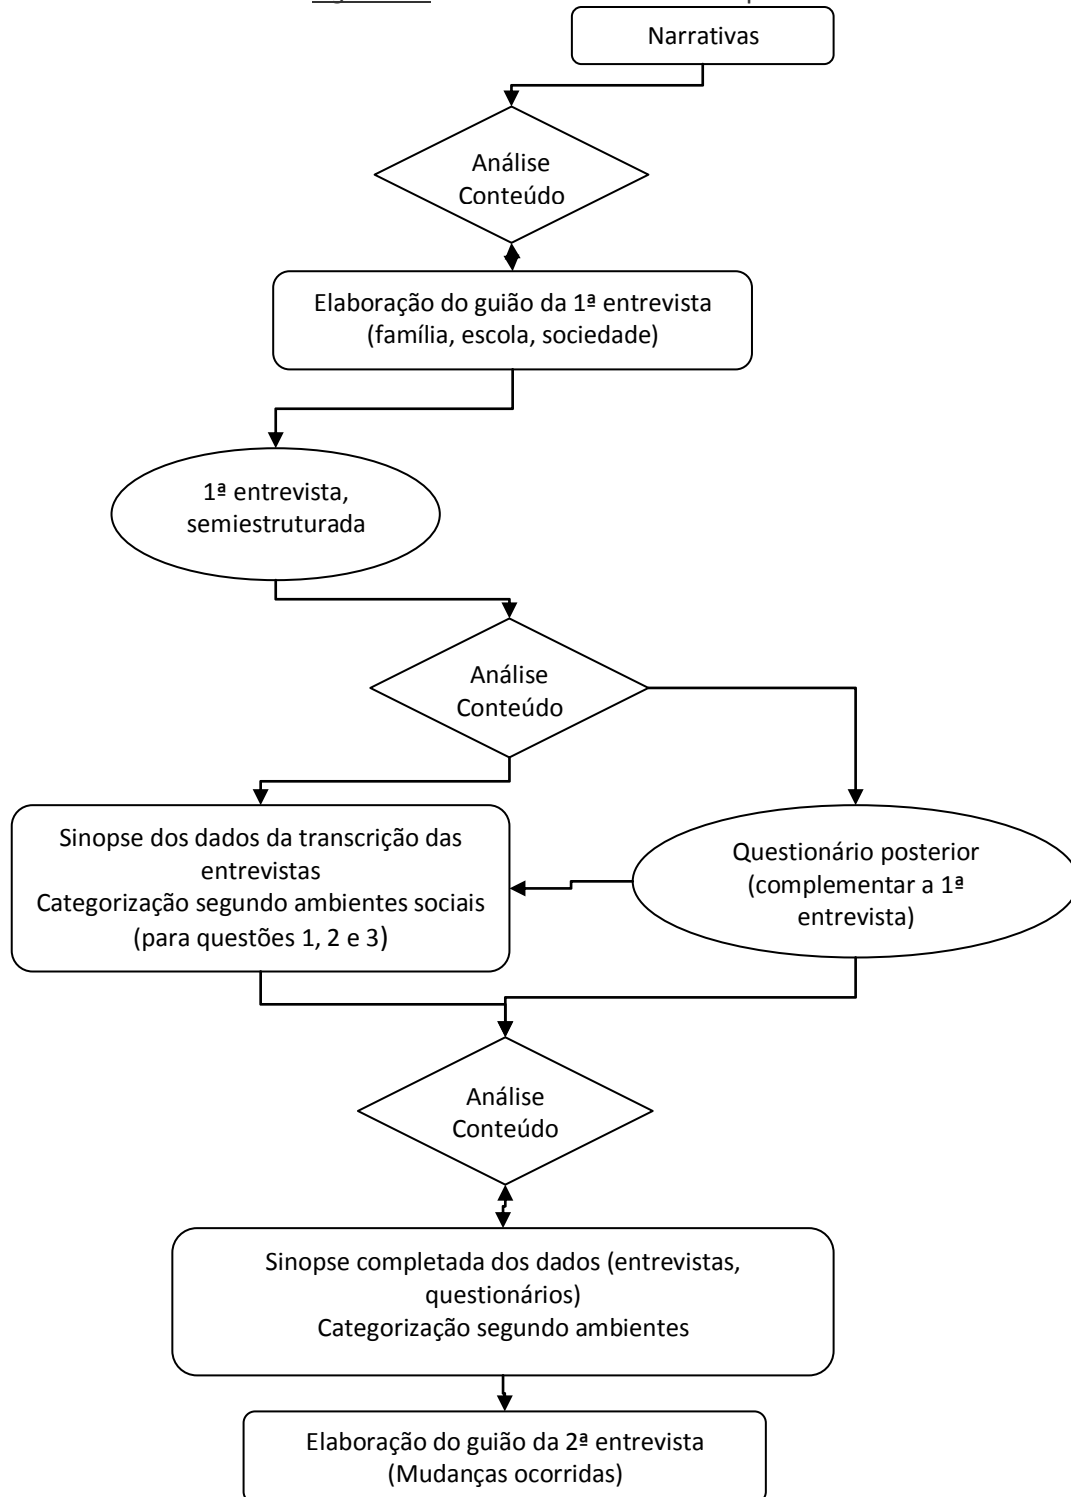 Narrativas
Análise
Conteúdo
Elaboração do guião da 1ª entrevista
(família, escola, sociedade)
1ª entrevista,
semiestruturada
Análise
Conteúdo
Sinopse dos dados da transcrição das
entrevistas
Categorização segundo ambientes sociais
(para questões 1, 2 e 3)
Questionário posterior
(complementar a 1ª
entrevista)
Análise
Conteúdo
Sinopse completada dos dados (entrevistas,
questionários)
Categorização segundo ambientes
Elaboração do guião da 2ª entrevista
(Mudanças ocorridas)